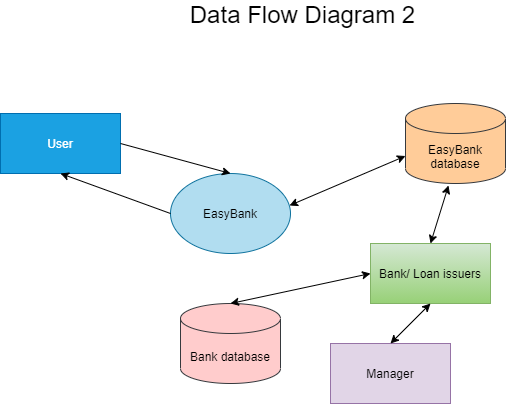 Data Flow Diagram 2
User
EasyBank
database
EasyBank
Bank/ Loan issuers
Bank database
Manager